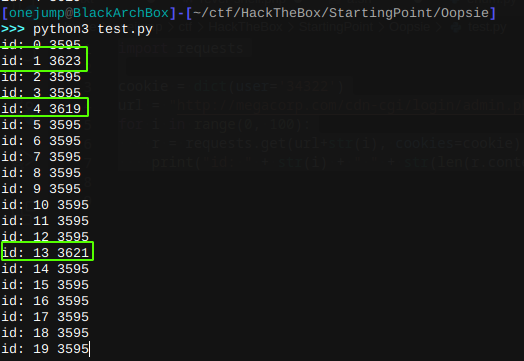 [onejump@BlackArchBox]-[~/ctf/HackTheBox/StartingPoint/Oopsie]
>>> python3 test.py
id: 0 3595
id: 1 3623
id: 2 3595
id: 3 3595
id: 4 3619
id: 5 3595
id: 6 3595
id: 7 3595
id: 8 3595
id: 9 3595
id: 10 3595
id: 11 3595
id: 12 3595
id: 13 3621
id: 14 3595
id: 15 3595
id: 16 3595
id: 17 3595
id: 18 3595
id: 19 3595